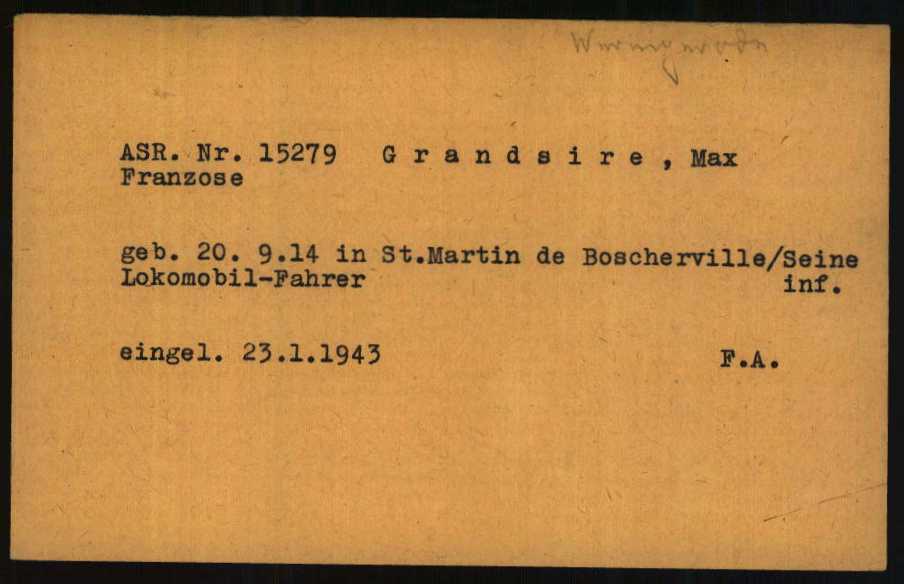 Wernigerode
ASR. Nr. 15279 G r a n d s i r e , Max
Franzose
geb. 20. 9.14 in St.Martin de Boscherville/Seine
Lokomobil-Fahrer inf.
eingel. 23.1.1943 F.A.